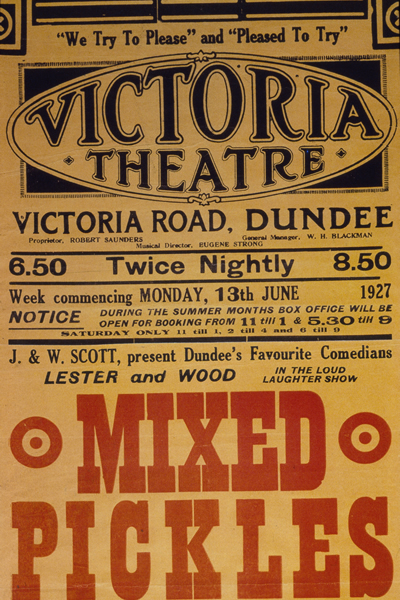 "We Try To Please" and "Pleased To Try"
VICTORIA
THEATRE
VICTORIA ROAD, DUNDEE
Proprietor, ROBERT SAUNDERS General Manager, W. H. BLACKMAN
Musical Director, EUGENE STRONG
6.50 Twice Nightly 8.50
Week commencing MONDAY, 13th JUNE 1927
NOTICE DURING THE SUMMER MONTHS BOX OFFICE WILL BE
OPEN FOR BOOKING FROM 11 till 1 & 5.30 till 9
SATURDAY ONLY 11 till 1, 2 till 4 and 6 till 9
J. & W. SCOTT, present Dundee's Favourite Comedians
LESTER and WOOD IN THE LOUD
LAUGHTER SHOW
MIXED
PICKLES